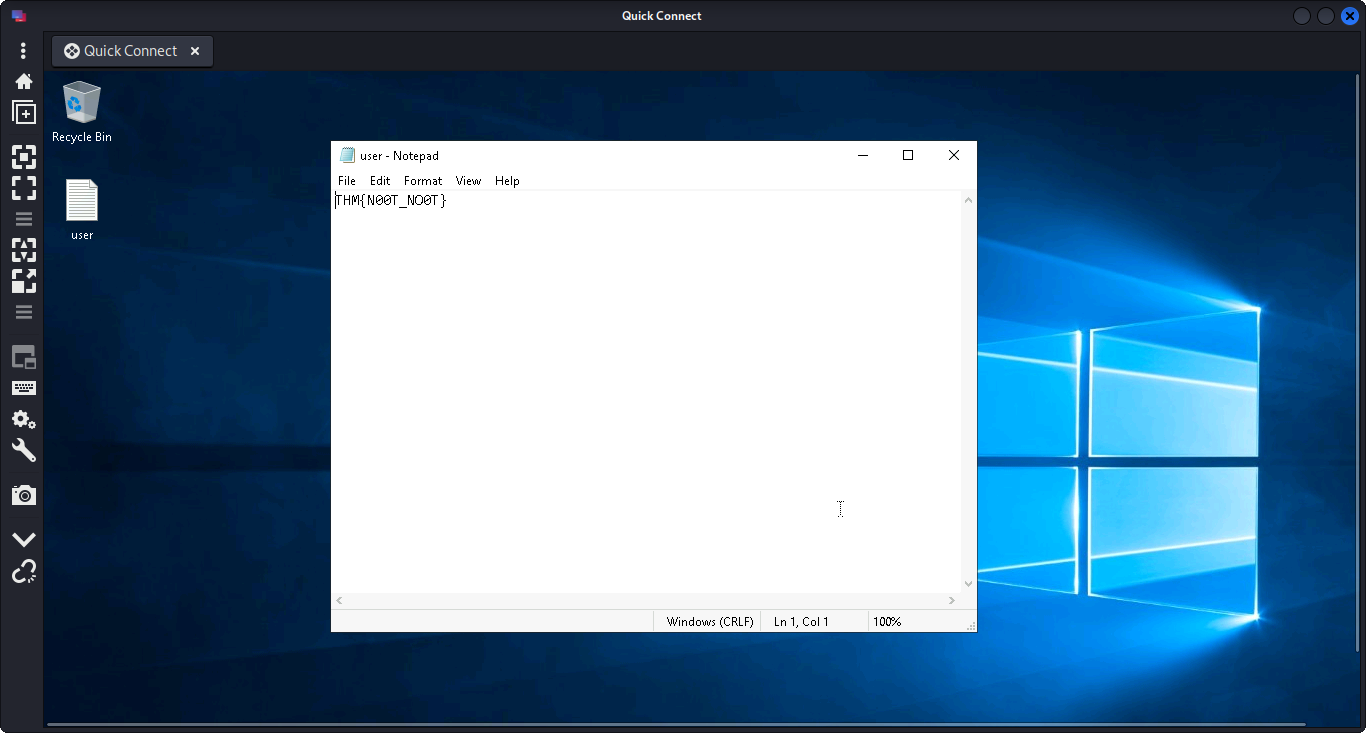 Quick Connect
Quick Connect
Recycle Bin
user
user - Notepad
File Edit Format View Help
THM{N00T_NO0T}
Windows (CRLF) Ln 1, Col 1 100%